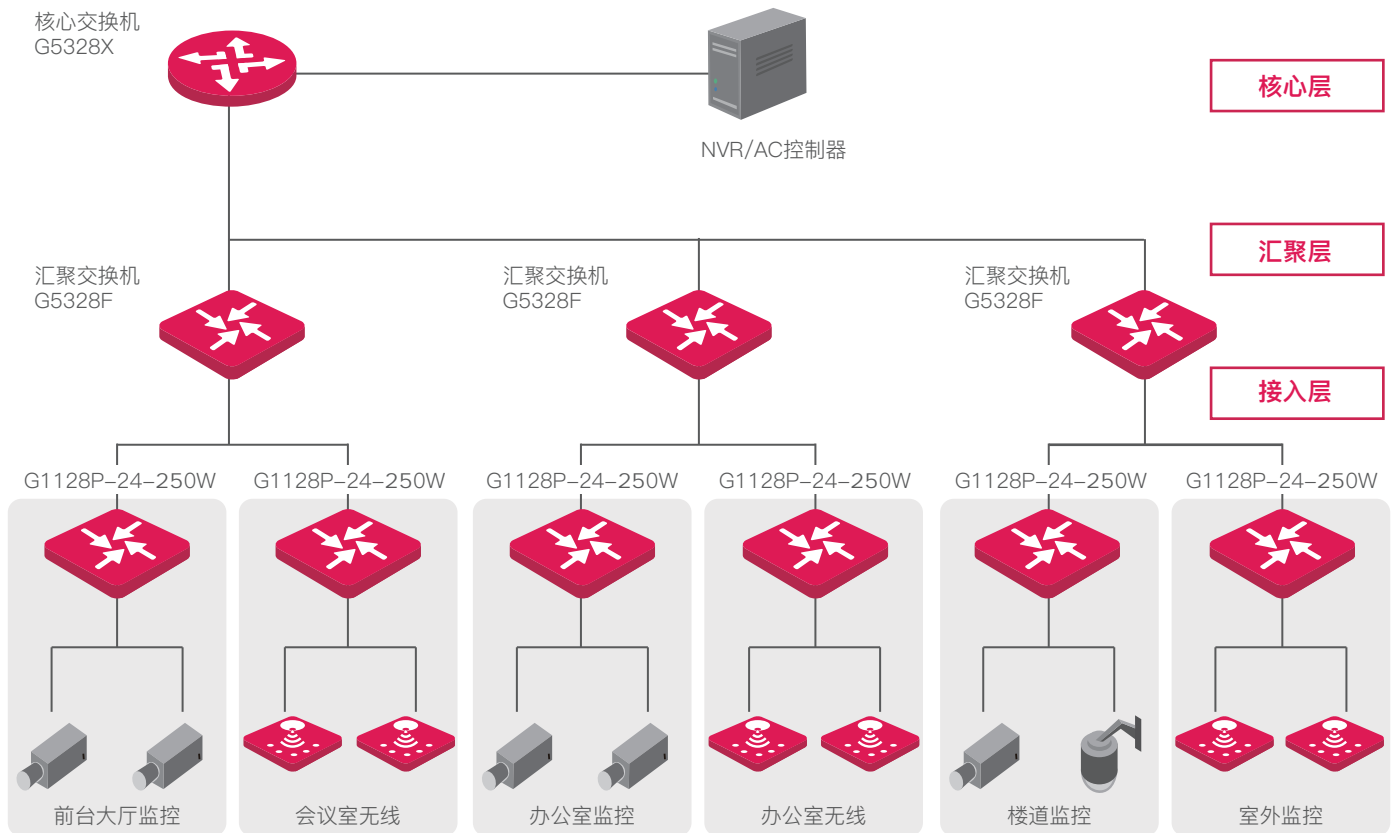 核心交换机
G5328X
NVR/AC控制器
核心层
汇聚层
汇聚交换机
G5328F
汇聚交换机
G5328F
汇聚交换机
G5328F
接入层
G1128P-24-250W
G1128P-24-250W
G1128P-24-250W
G1128P-24-250W
G1128P-24-250W
G1128P-24-250W
前台大厅监控
会议室无线
办公室监控
办公室无线
楼道监控
室外监控